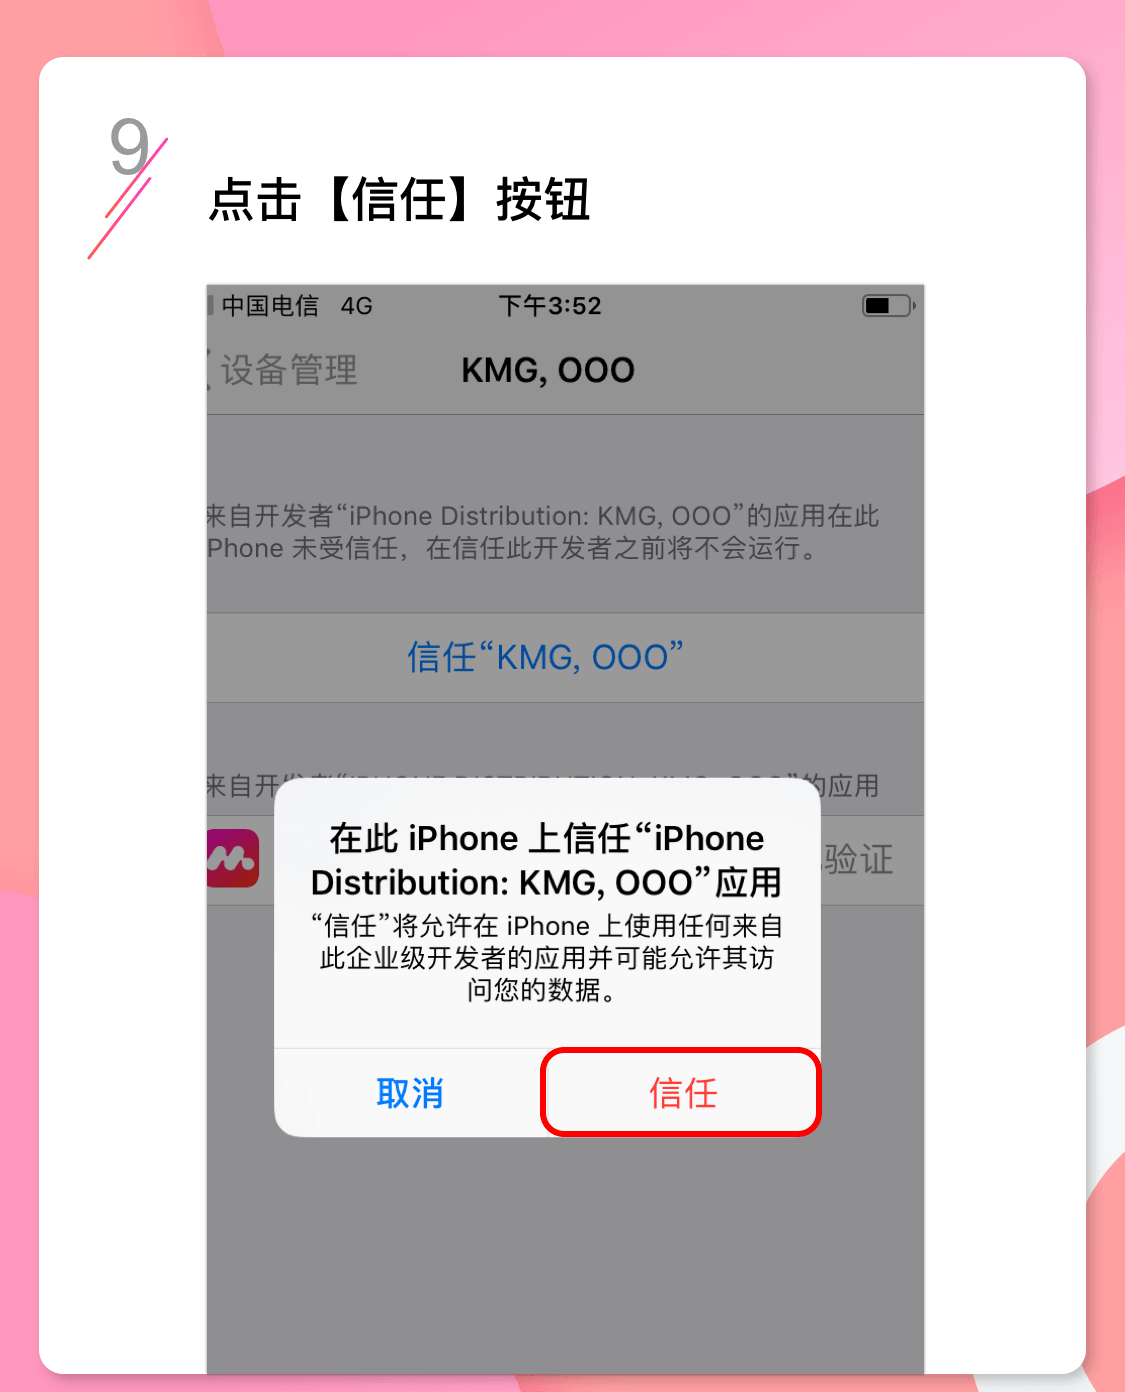 9
点击【信任】按钮
中国电信 4G 下午3:52
设备管理 KMG, OOO
来自开发者“iPhone Distribution: KMG, OOO”的应用在此
Phone 未受信任，在信任此开发者之前将不会运行。
信任“KMG, OOO”
来自开发者“IPHONE DISTRIBUTION: KMG, OOO”的应用
验证
在此 iPhone 上信任“iPhone
Distribution: KMG, OOO”应用
“信任”将允许在 iPhone 上使用任何来自
此企业级开发者的应用并可能允许其访
问您的数据。
取消 信任